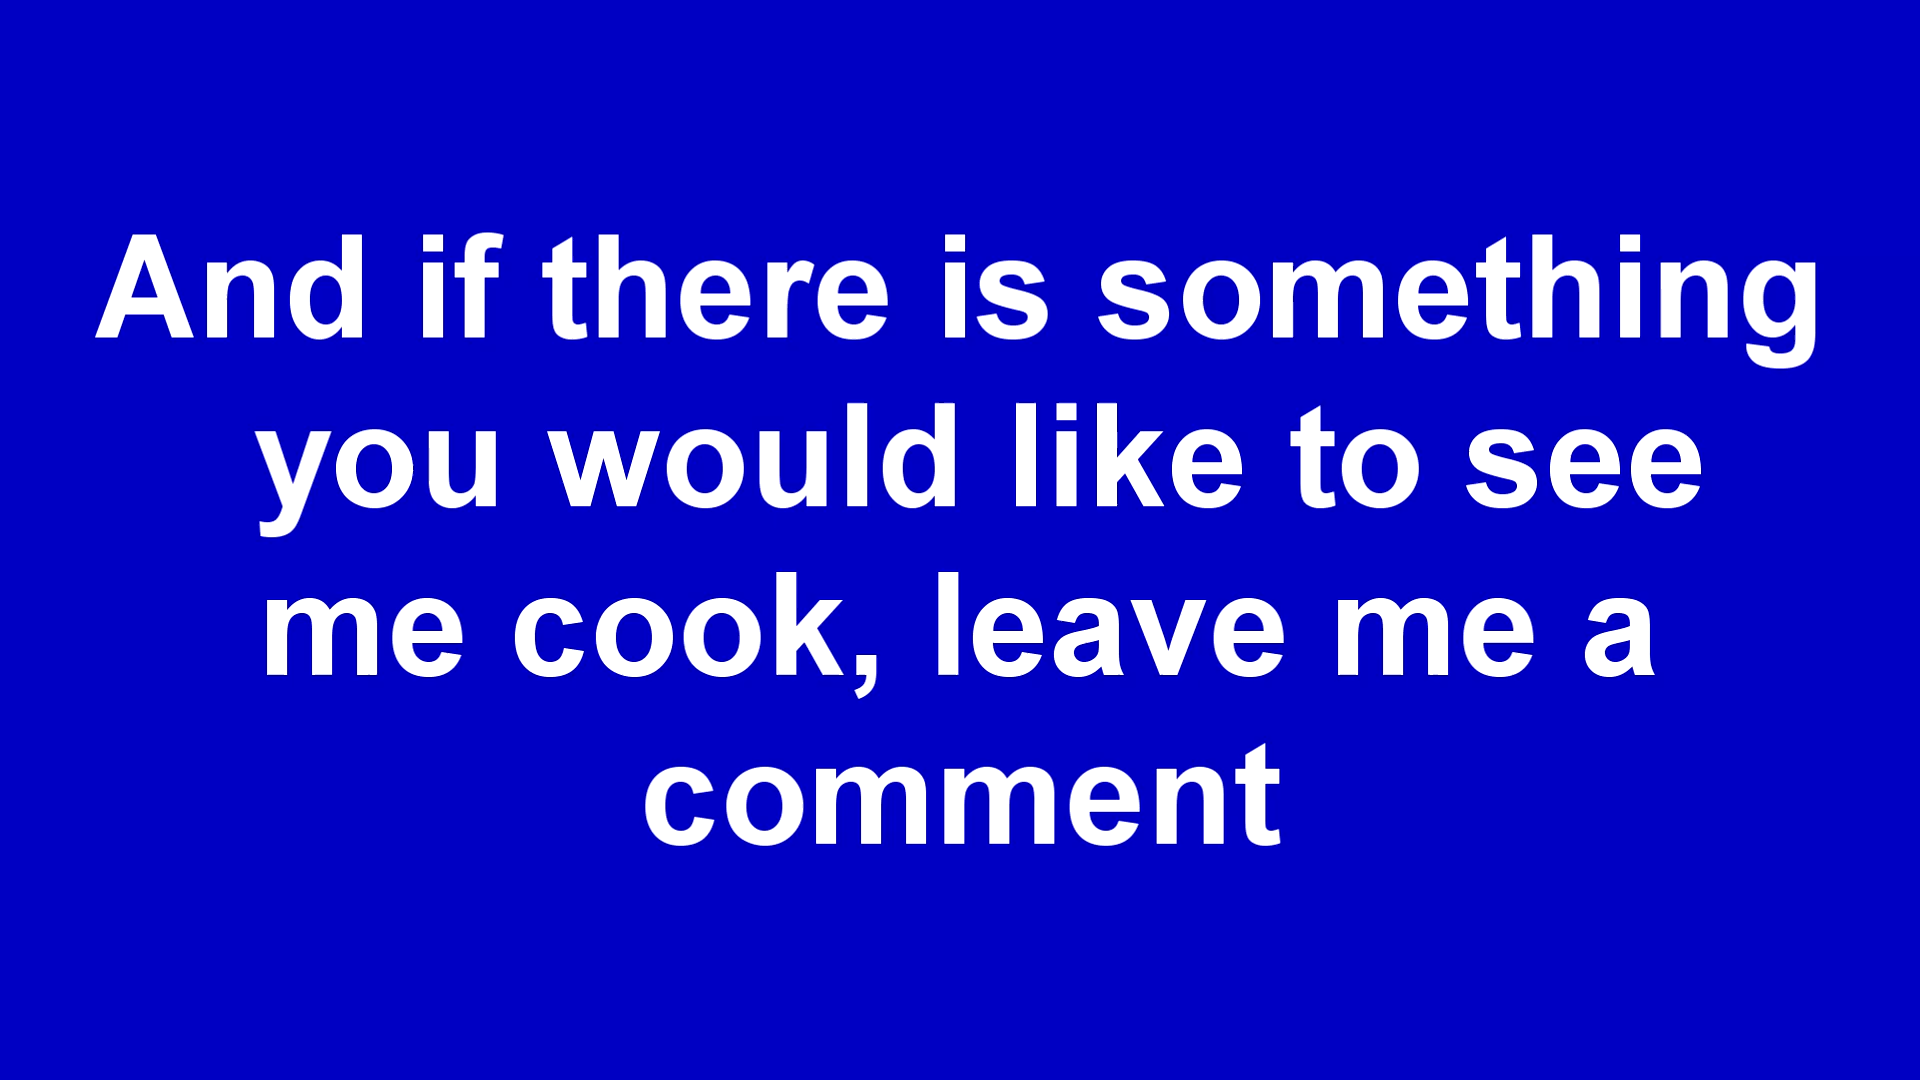 And if there is something
you would like to see
me cook, leave me a
comment